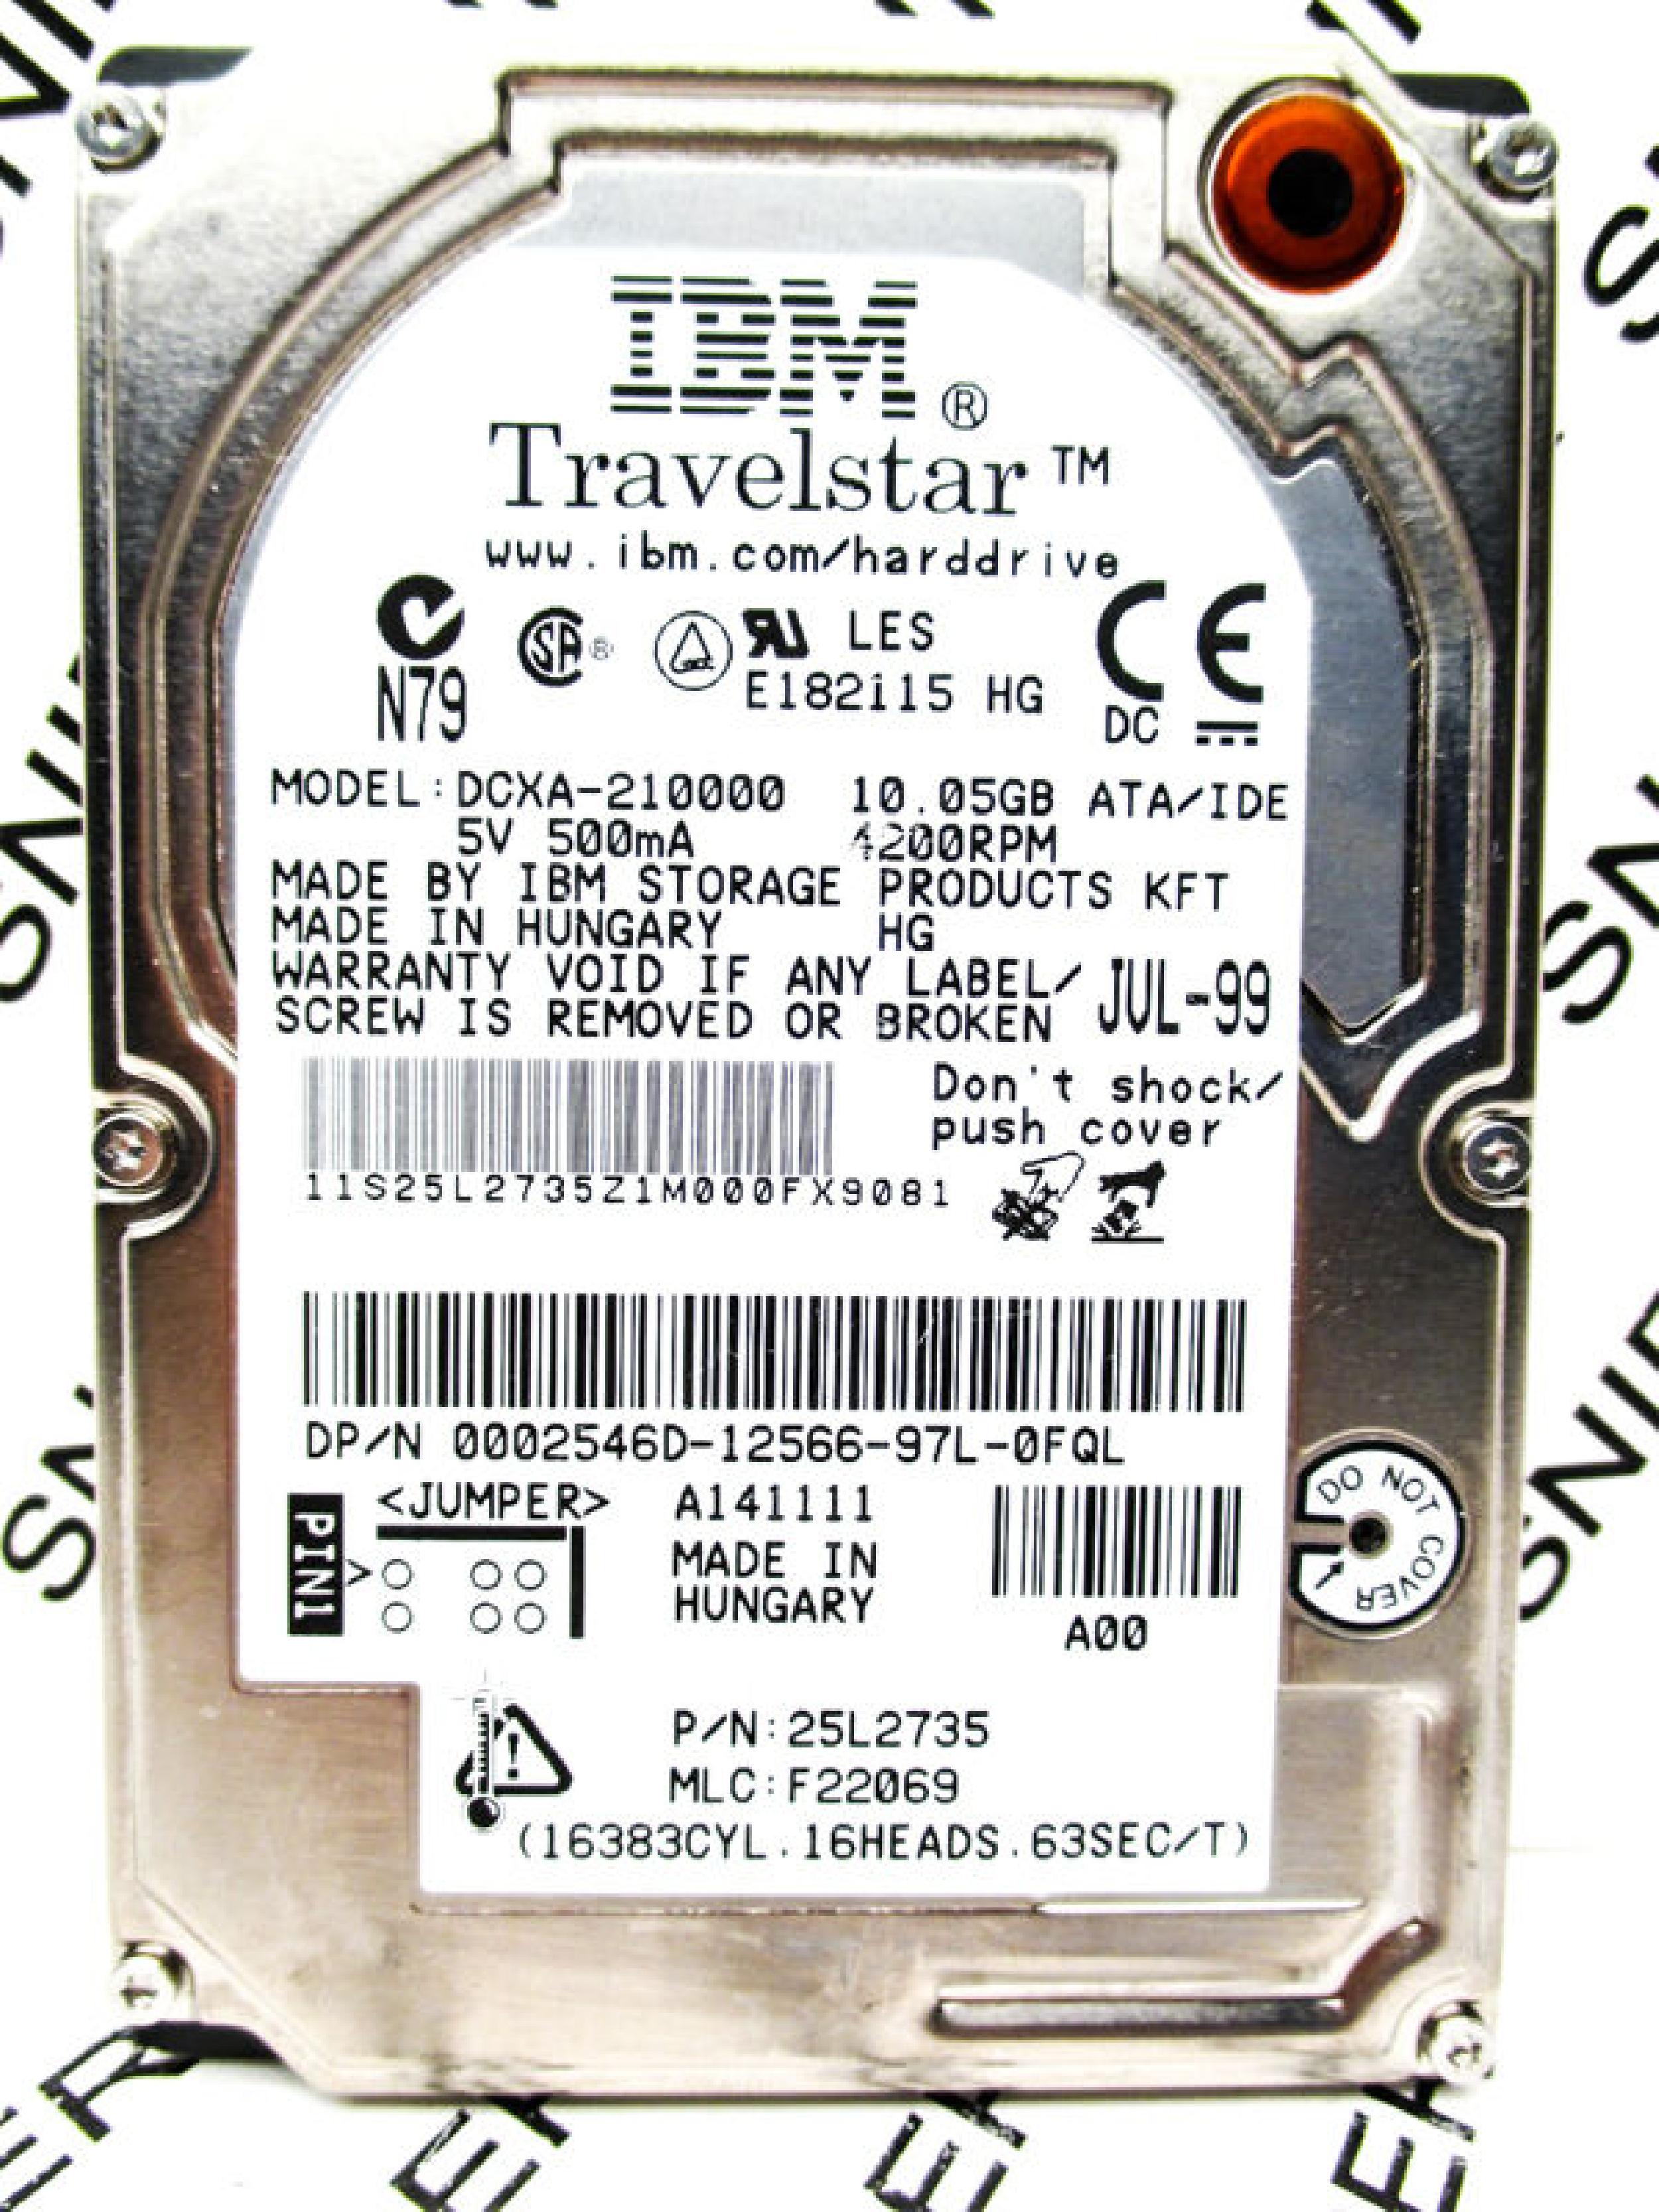 IBM®
Travelstar™
www.ibm.com/harddrive
N79
SA®
LES
E182115 HG
CE
DC
MODEL:DCXA-210000 10.05GB ATA/IDE
5V 500mA 4200RPM
MADE BY IBM STORAGE PRODUCTS KFT
MADE IN HUNGARY HG
WARRANTY VOID IF ANY LABEL/
SCREW IS REMOVED OR BROKEN
JUL-99
Don't shock/
push cover
11S25L2735Z1M000FX9081
DP/N 0002546D-12566-97L-0FQL
PIN1
<JUMPER>
A141111
MADE IN
HUNGARY
A00
DO NOT COVER
P/N:25L2735
MLC:F22069
(16383CYL.16HEADS.63SEC/T)